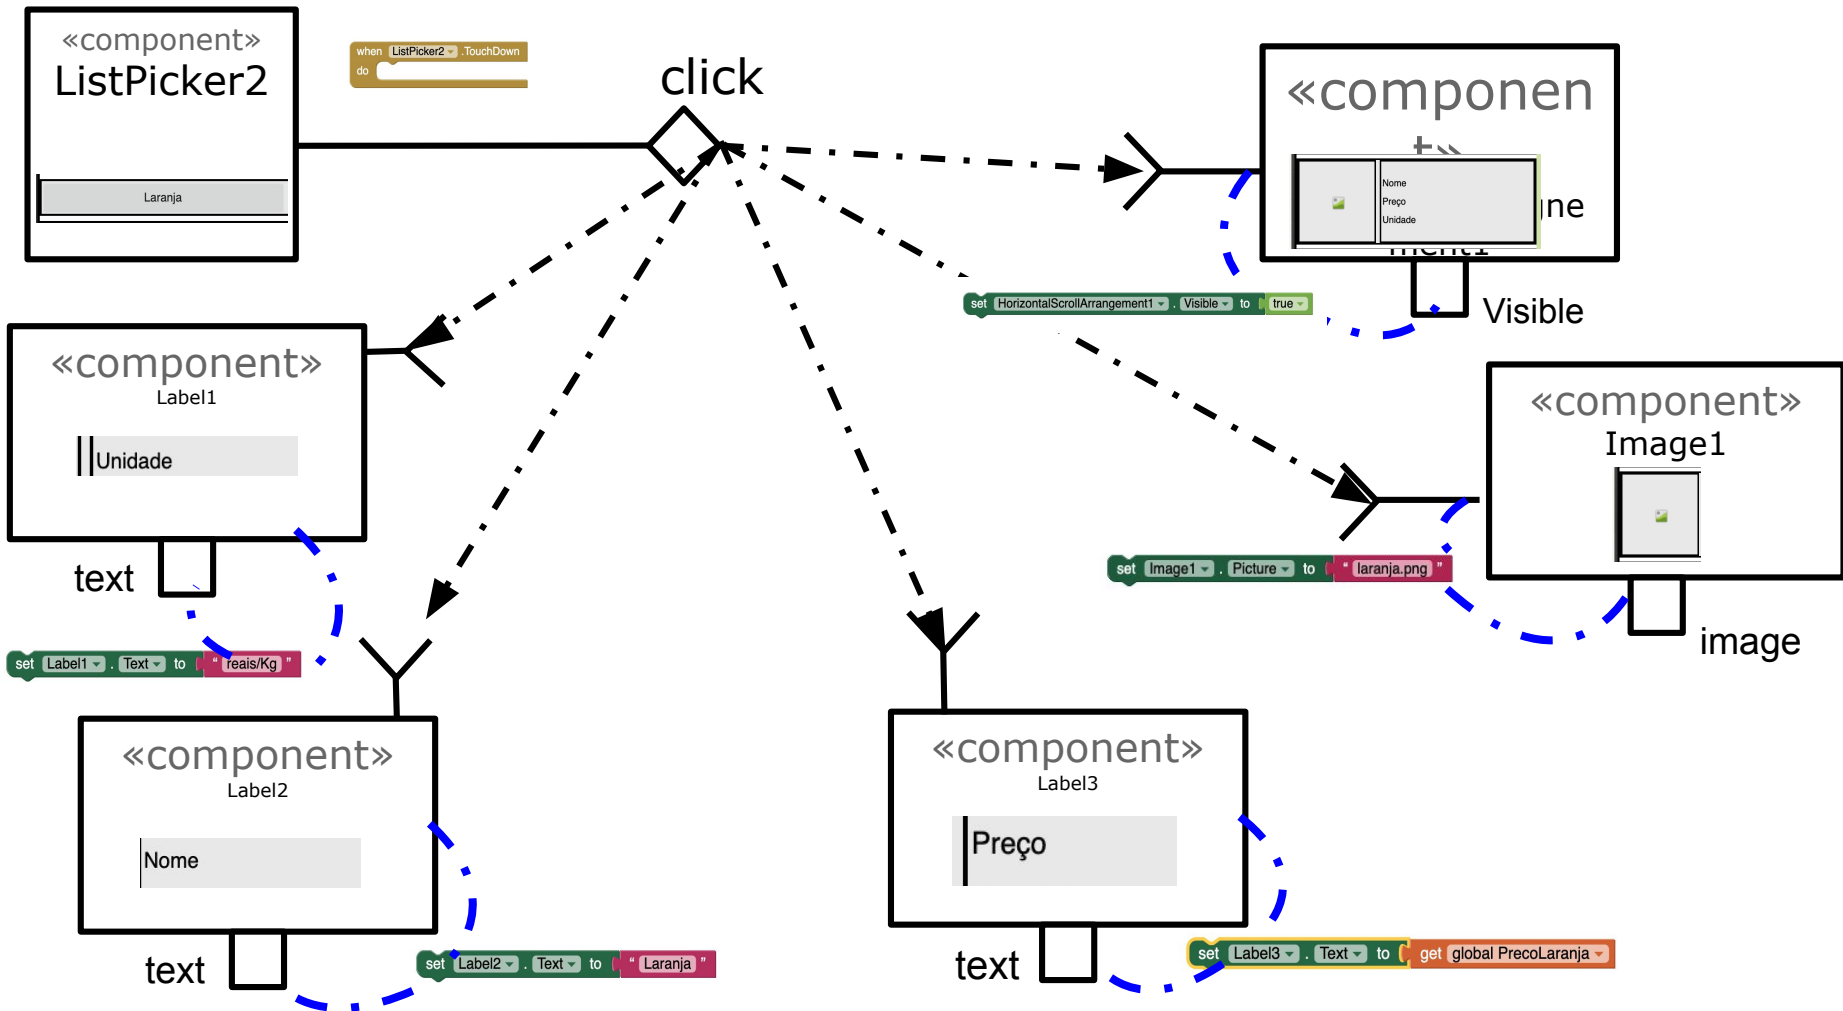 «component»
ListPicker2
Laranja
when ListPicker2 .TouchDown
do
click
«componen
t»
Nome
Preço
Unidade
gne
ment1
Visible
set HorizontalScrollArrangement1 . Visible to true
«component»
Label1
Unidade
text
set Label1 . Text to " reais/Kg "
«component»
Image1
set Image1 . Picture to " laranja.png "
image
«component»
Label2
Nome
text
set Label2 . Text to " Laranja "
«component»
Label3
Preço
text
set Label3 . Text to get global PrecoLaranja